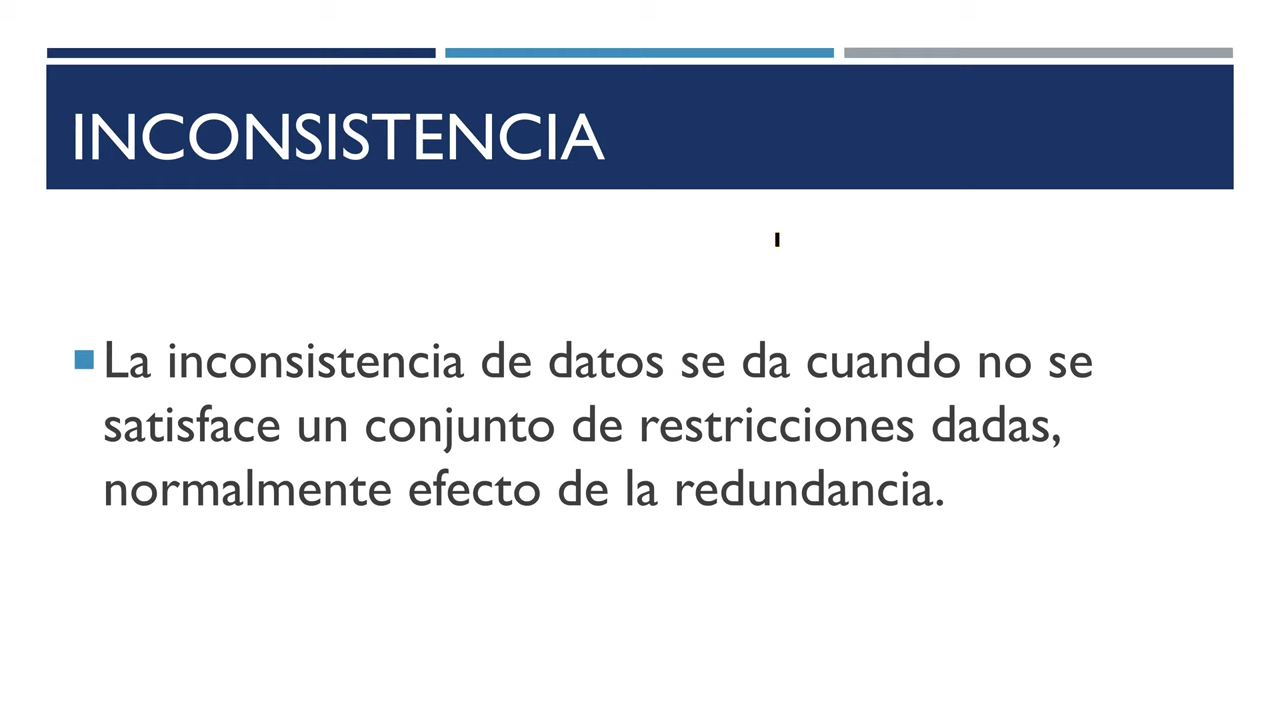 INCONSISTENCIA
La inconsistencia de datos se da cuando no se
satisface un conjunto de restricciones dadas,
normalmente efecto de la redundancia.